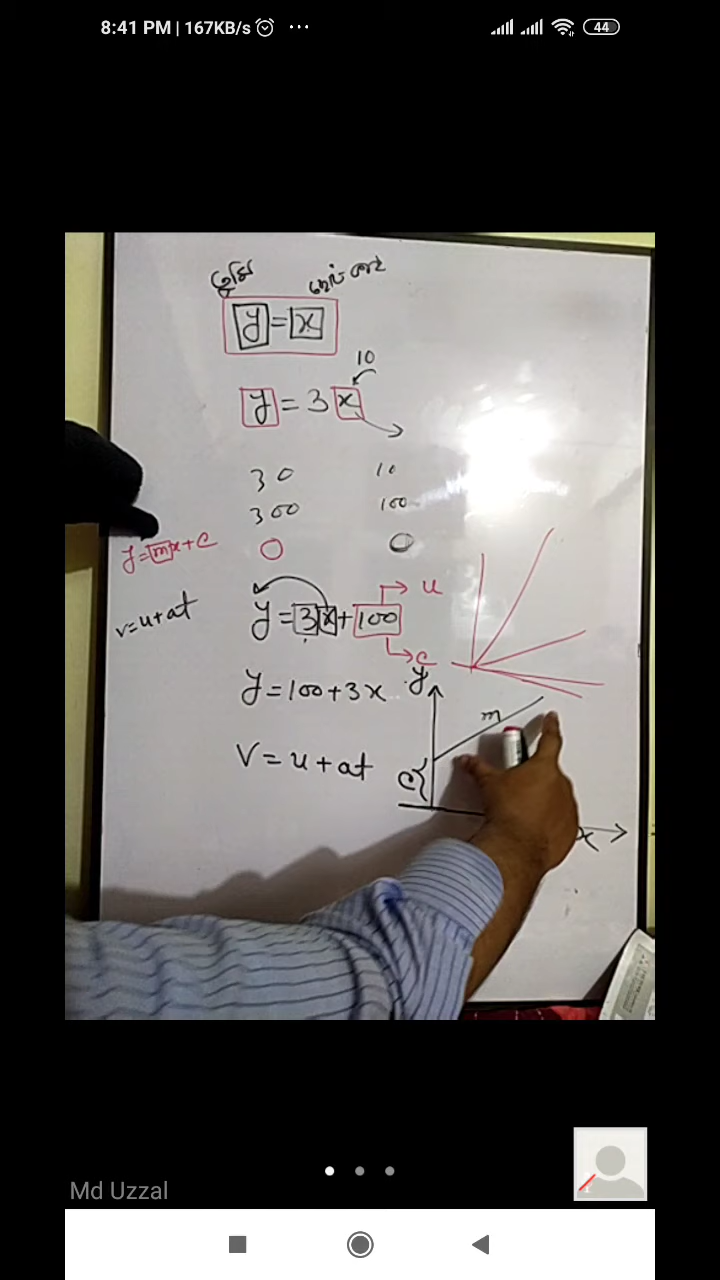 8:41 PM | 167KB/s ... 44
তুমি
y = x
10
y = 3x
30 10
300 100
0 0
y=mx+c
v=u+at
y=3x+100 → u
→ c
y=100+3x
y
m
v=u+at
c
x
Md Uzzal